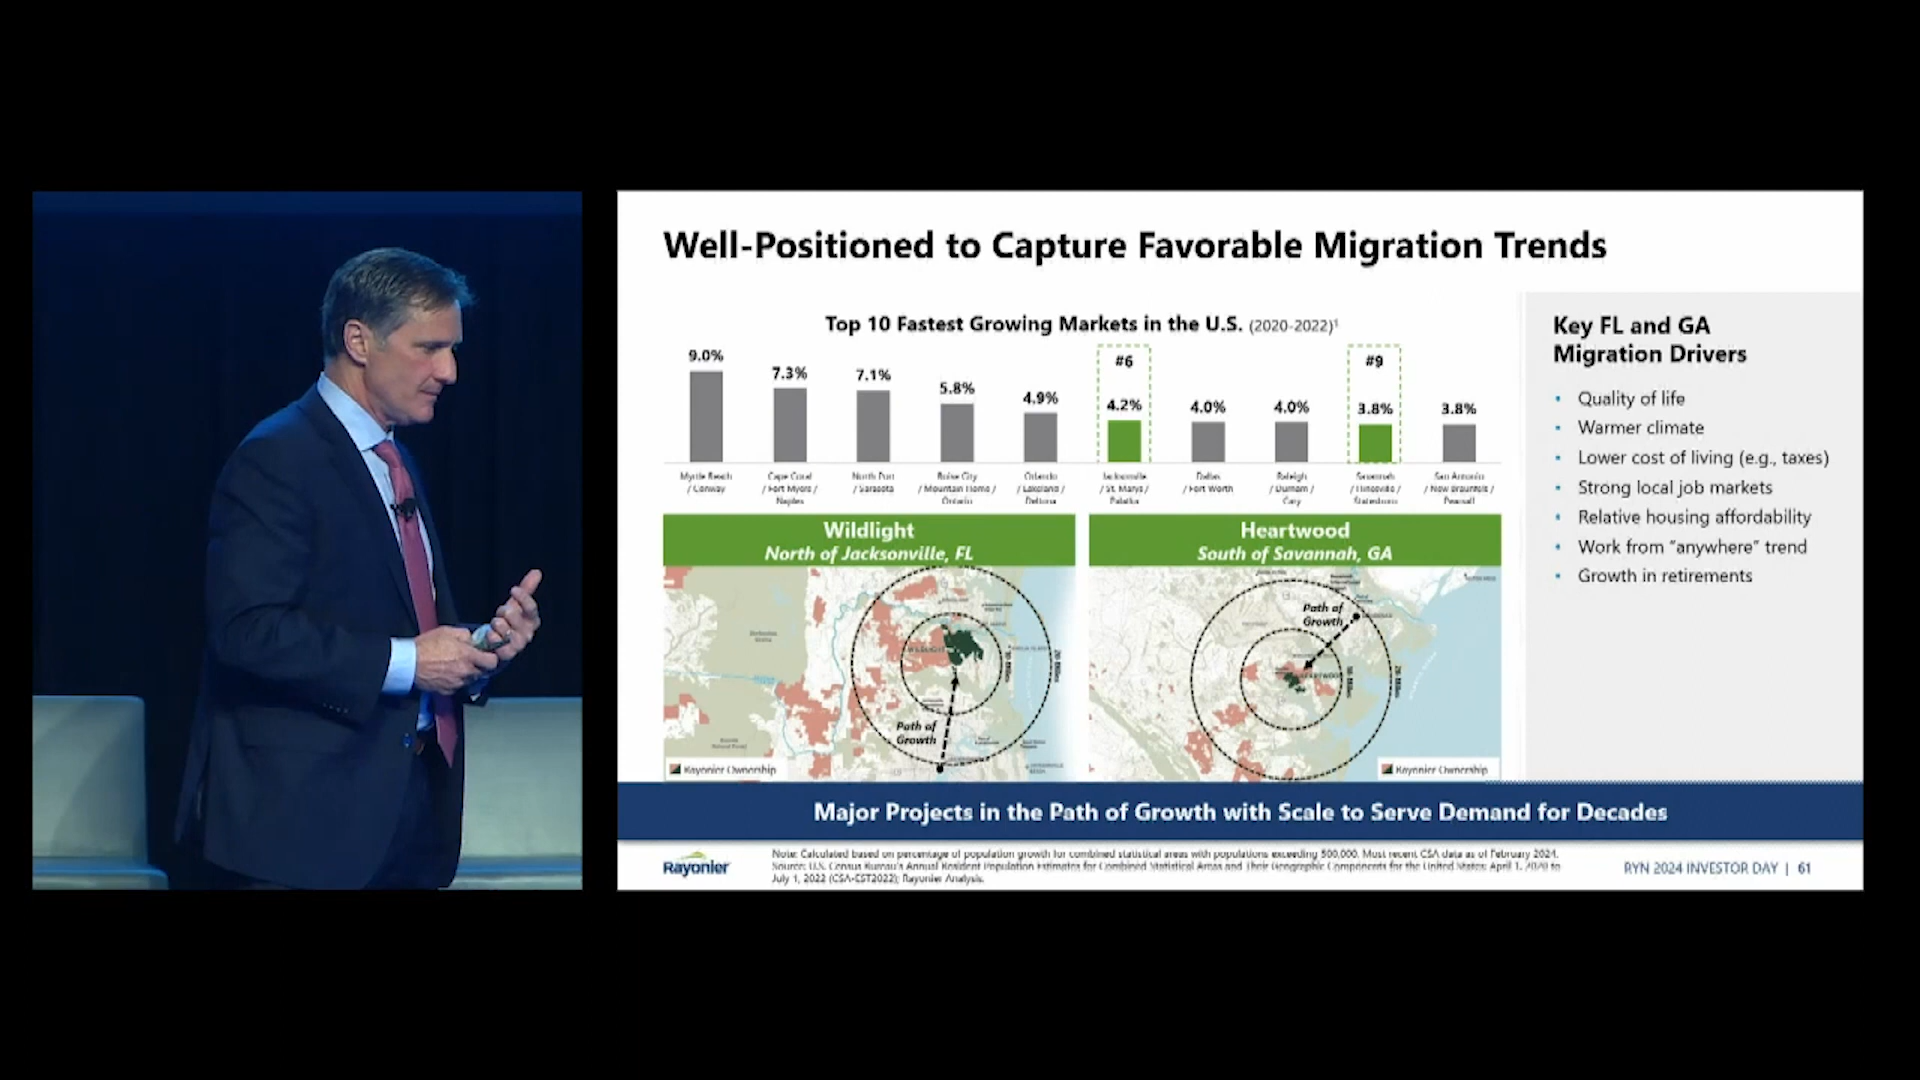 Well-Positioned to Capture Favorable Migration Trends
Top 10 Fastest Growing Markets in the U.S. (2020-2022)¹
9.0%
7.3%
7.1%
5.8%
4.9%
#6
4.2%
4.0%
4.0%
#9
3.8%
3.8%
Myrtle Beach
/ Conway
Cape Coral
/ Fort Myers /
Naples
North Port
/ Sarasota
Boise City
/ Mountain Home /
Ontario
Orlando
/ Lakeland /
Deltona
Jacksonville
/ St. Marys /
Palatka
Dallas
/ Fort Worth
Raleigh
/ Durham /
Cary
Savannah
/ Hinesville /
Statesboro
San Antonio
/ New Braunfels /
Pearsall
Wildlight
North of Jacksonville, FL
WILDLIGHT
10 Miles
20 Miles
Path of
Growth
Rayonier Ownership
Heartwood
South of Savannah, GA
Path of
Growth
HEARTWOOD
10 Miles
20 Miles
Rayonier Ownership
Key FL and GA
Migration Drivers
• Quality of life
• Warmer climate
• Lower cost of living (e.g., taxes)
• Strong local job markets
• Relative housing affordability
• Work from “anywhere” trend
• Growth in retirements
Major Projects in the Path of Growth with Scale to Serve Demand for Decades
Rayonier
Note: Calculated based on percentage of population growth for combined statistical areas with populations exceeding 500,000. Most recent CSA data as of February 2024.
Source: U.S. Census Bureau's Annual Resident Population Estimates for Combined Statistical Areas and Their Geographic Components for the United States: April 1, 2020 to
July 1, 2022 (CSA-EST2022); Rayonier Analysis.
RYN 2024 INVESTOR DAY | 61